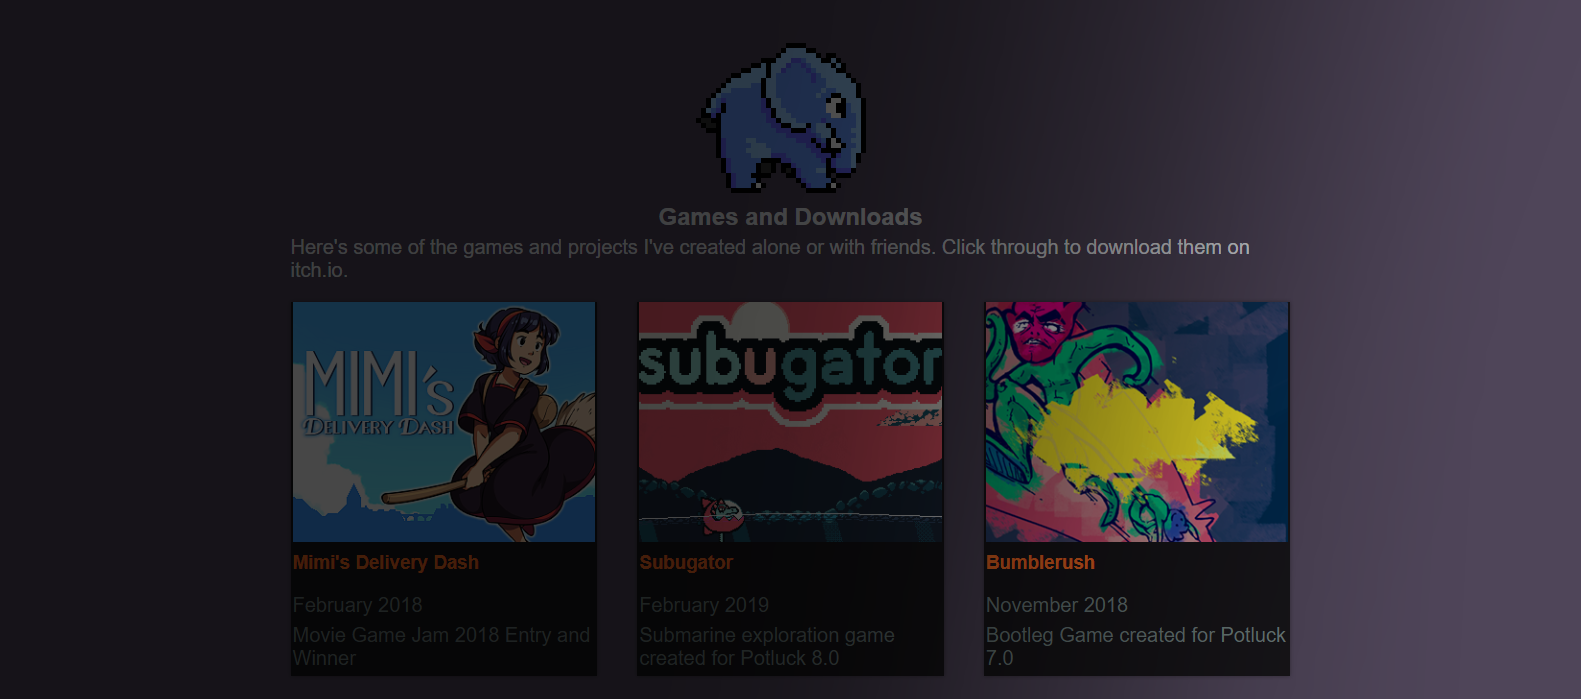 Games and Downloads
Here's some of the games and projects I've created alone or with friends. Click through to download them on
itch.io.
MIMI's
DELIVERY DASH
subugator
Mimi's Delivery Dash
February 2018
Movie Game Jam 2018 Entry and
Winner
Subugator
February 2019
Submarine exploration game
created for Potluck 8.0
Bumblerush
November 2018
Bootleg Game created for Potluck
7.0